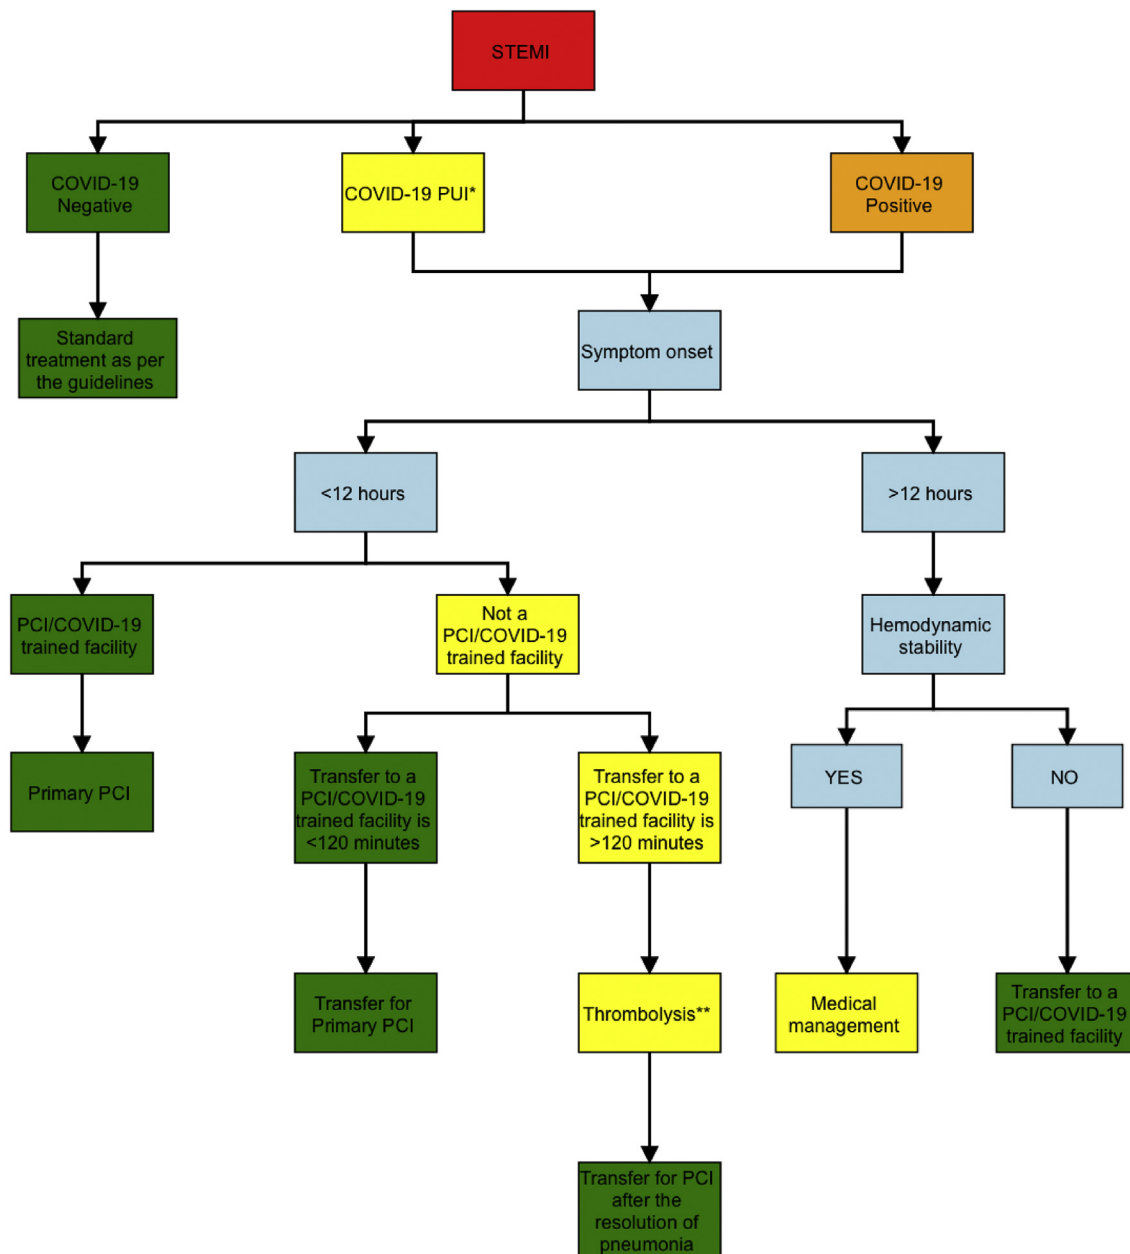 STEMI
COVID-19
Negative
COVID-19 PUI*
COVID-19
Positive
Standard
treatment as per
the guidelines
Symptom onset
<12 hours
>12 hours
PCI/COVID-19
trained facility
Not a
PCI/COVID-19
trained facility
Hemodynamic
stability
Primary PCI
Transfer to a
PCI/COVID-19
trained facility is
<120 minutes
Transfer to a
PCI/COVID-19
trained facility is
>120 minutes
YES
NO
Transfer for
Primary PCI
Thrombolysis**
Medical
management
Transfer to a
PCI/COVID-19
trained facility
Transfer for PCI
after the
resolution of
pneumonia